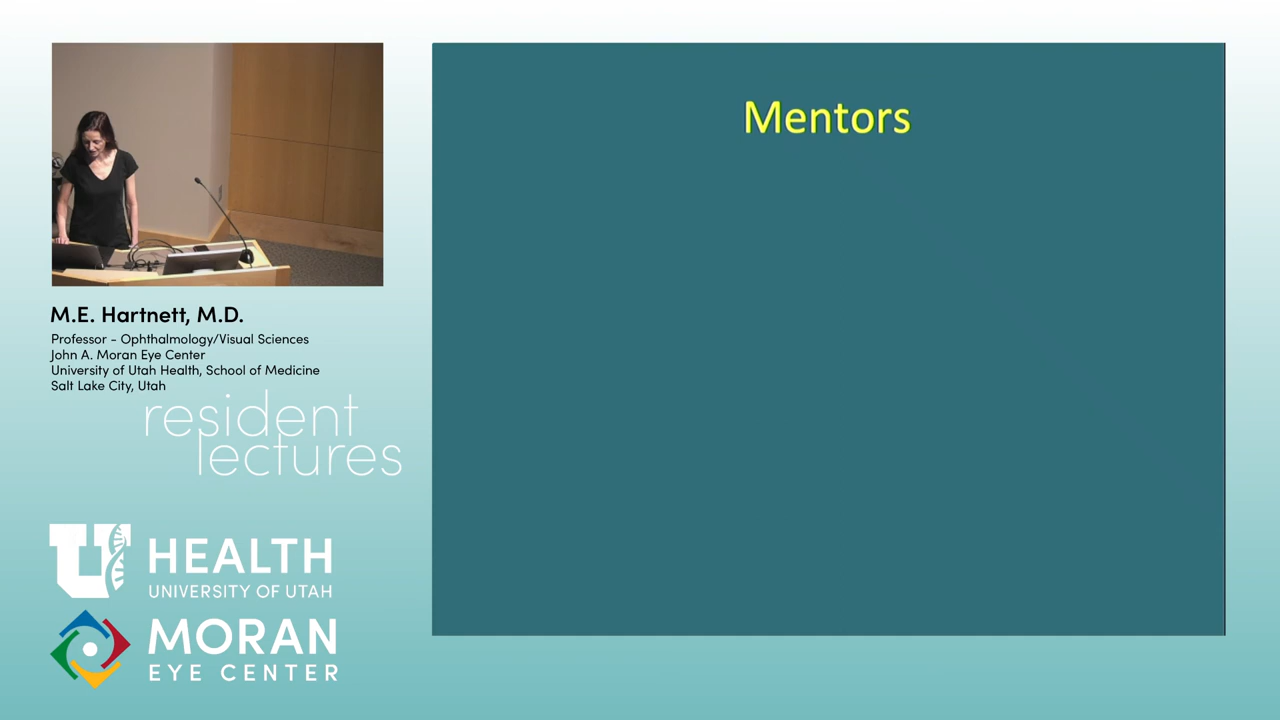 Mentors
M.E. Hartnett, M.D.
Professor - Ophthalmology/Visual Sciences
John A. Moran Eye Center
University of Utah Health, School of Medicine
Salt Lake City, Utah
resident
lectures
U HEALTH
UNIVERSITY OF UTAH
MORAN
EYE CENTER